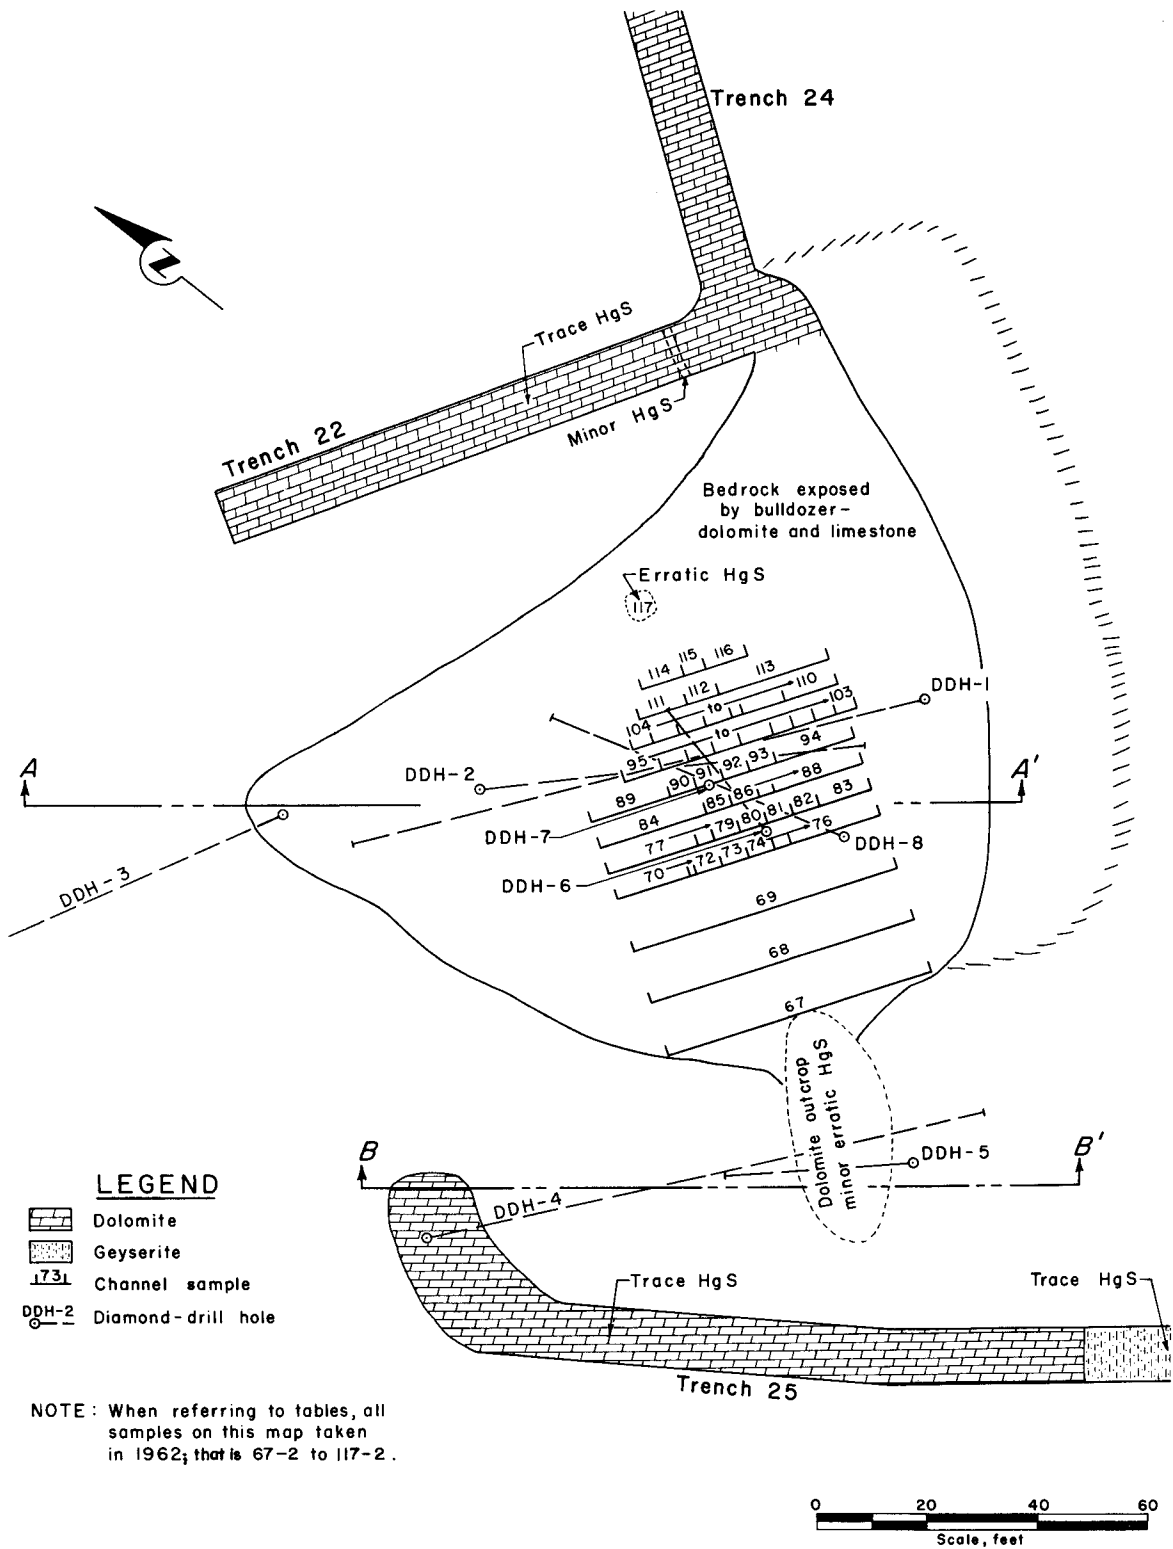 Trench 24
N
Trace HgS
Minor HgS
Trench 22
Bedrock exposed
by bulldozer-
dolomite and limestone
Erratic HgS
117
114 115 116
111 112 113
104 to 110
95 to 103
DDH-1
A
A'
DDH-2
89 90 91 92 93 94
DDH-7
84 85 86 88
77 79 80 81 82 83
DDH-8
DDH-6
70 72 73 74 76
DDH-3
69
68
67
Dolomite outcrop
minor erratic HgS
B
B'
DDH-5
DDH-4
LEGEND
Dolomite
Geyserite
73 Channel sample
DDH-2 Diamond-drill hole
Trace HgS
Trace HgS
Trench 25
NOTE: When referring to tables, all
samples on this map taken
in 1962; that is 67-2 to 117-2.
0 20 40 60
Scale, feet